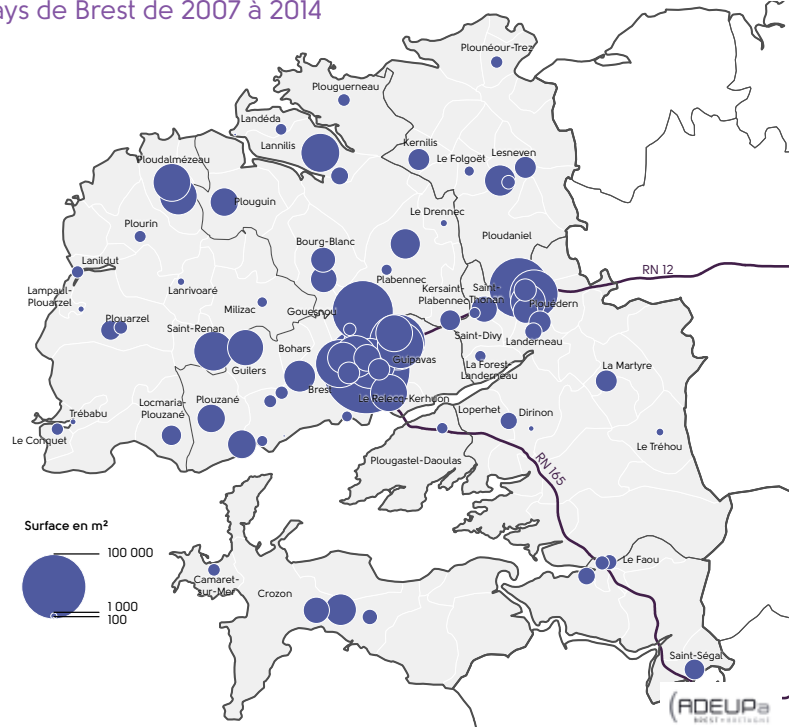 ays de Brest de 2007 à 2014
Plounéour-Trez
Plouguerneau
Landéda
Lannilis
Kernilis
Le Folgoët
Lesneven
Ploudalmézeau
Plouguin
Le Drennec
Plourin
Ploudaniel
Bourg-Blanc
Lanildut
RN 12
Plabennec
Lampaul-
Plouarzel
Lanrivoaré
Kersaint-
Plabennec
Saint-
Thonan
Plouédern
Milizac
Gouesnou
Plouarzel
Saint-Renan
Saint-Divy
Landerneau
Bohars
Guipavas
La Forest-
Landerneau
La Martyre
Guilers
Brest
Le Relecq-Kerhuon
Locmaria-
Plouzané
Plouzané
Trébabu
Loperhet
Dirinon
Le Conquet
Le Tréhou
Plougastel-Daoulas
RN 165
Surface en m²
100 000
1 000
100
Le Faou
Camaret-
sur-Mer
Crozon
Saint-Ségal
ADEUPa
BREST • BRETAGNE